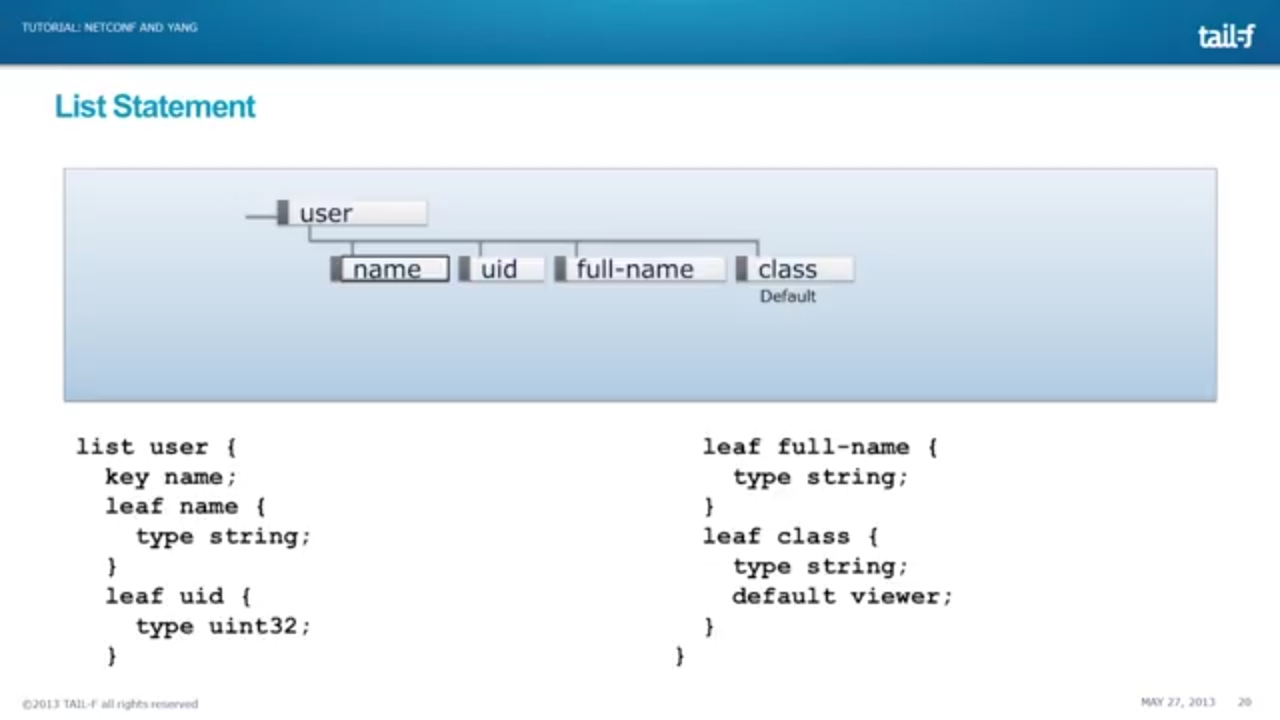 TUTORIAL: NETCONF AND YANG
tail-f
List Statement
user
name uid full-name class
Default
list user {
key name;
leaf name {
type string;
}
leaf uid {
type uint32;
}
leaf full-name {
type string;
}
leaf class {
type string;
default viewer;
}
}
©2013 TAIL-F all rights reserved
MAY 27, 2013 20